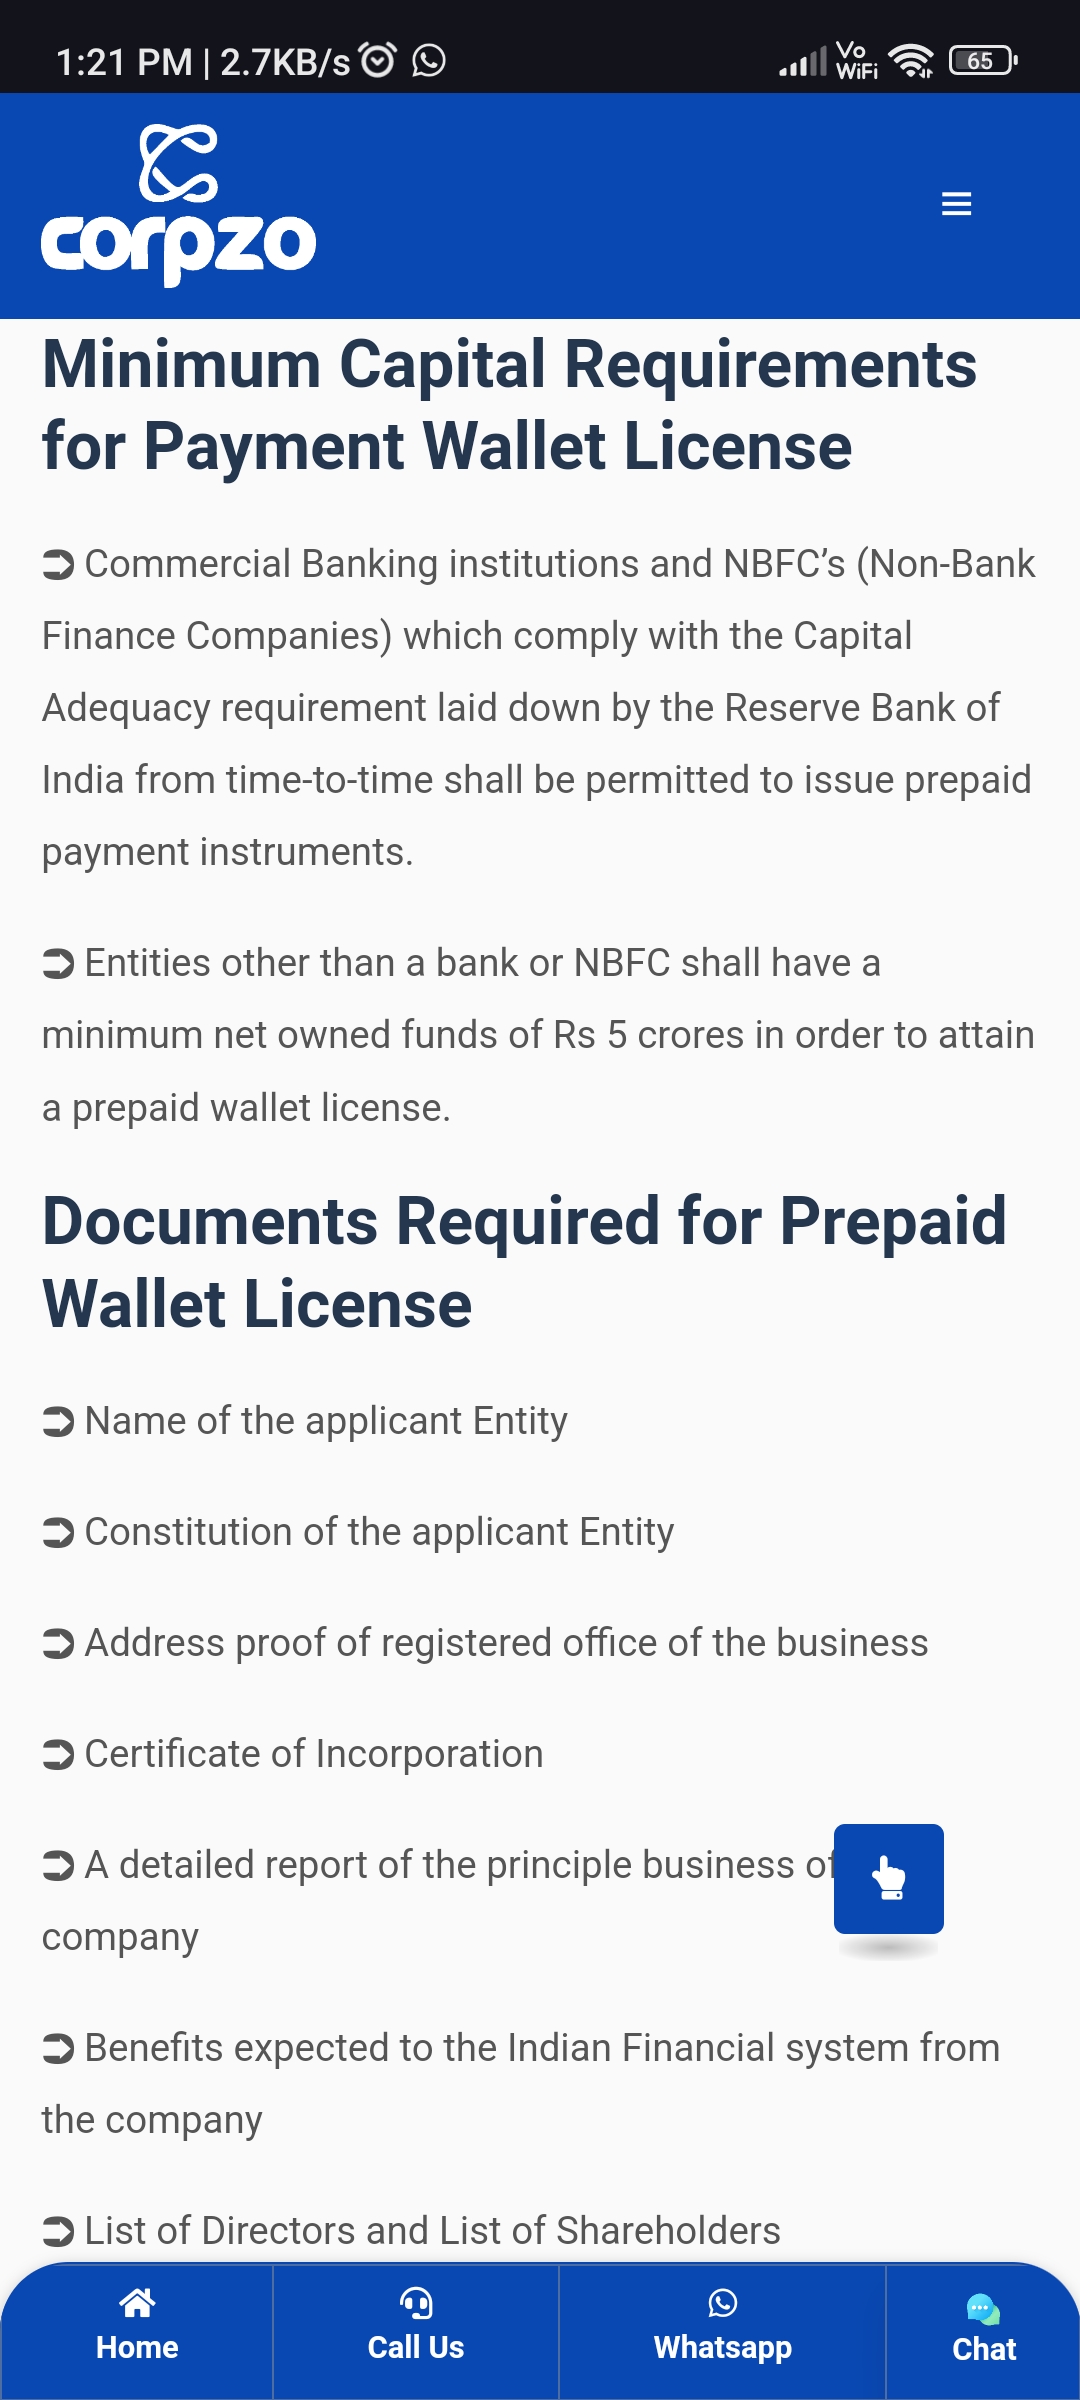 1:21 PM | 2.7KB/s
Vo
WiFi
65
corpzo
Minimum Capital Requirements
for Payment Wallet License
➲ Commercial Banking institutions and NBFC’s (Non-Bank
Finance Companies) which comply with the Capital
Adequacy requirement laid down by the Reserve Bank of
India from time-to-time shall be permitted to issue prepaid
payment instruments.
➲ Entities other than a bank or NBFC shall have a
minimum net owned funds of Rs 5 crores in order to attain
a prepaid wallet license.
Documents Required for Prepaid
Wallet License
➲ Name of the applicant Entity
➲ Constitution of the applicant Entity
➲ Address proof of registered office of the business
➲ Certificate of Incorporation
➲ A detailed report of the principle business of
company
➲ Benefits expected to the Indian Financial system from
the company
➲ List of Directors and List of Shareholders
Home
Call Us
Whatsapp
Chat